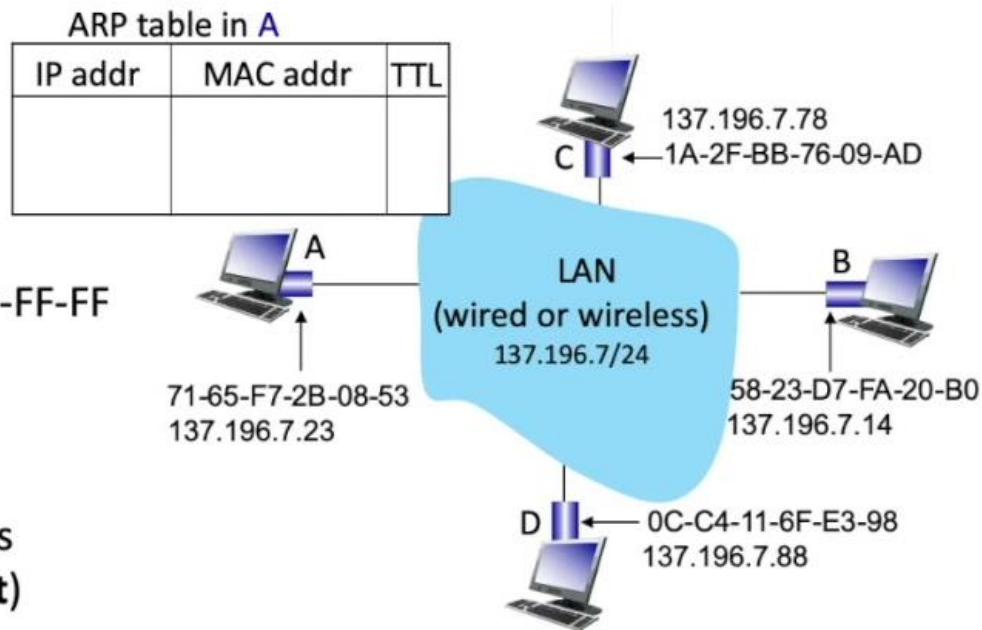 ARP table in A
IP addr MAC addr TTL
137.196.7.78
C 1A-2F-BB-76-09-AD
A
B
LAN
-FF-FF
(wired or wireless)
137.196.7/24
71-65-F7-2B-08-53
137.196.7.23
58-23-D7-FA-20-B0
137.196.7.14
D 0C-C4-11-6F-E3-98
137.196.7.88
s
t)